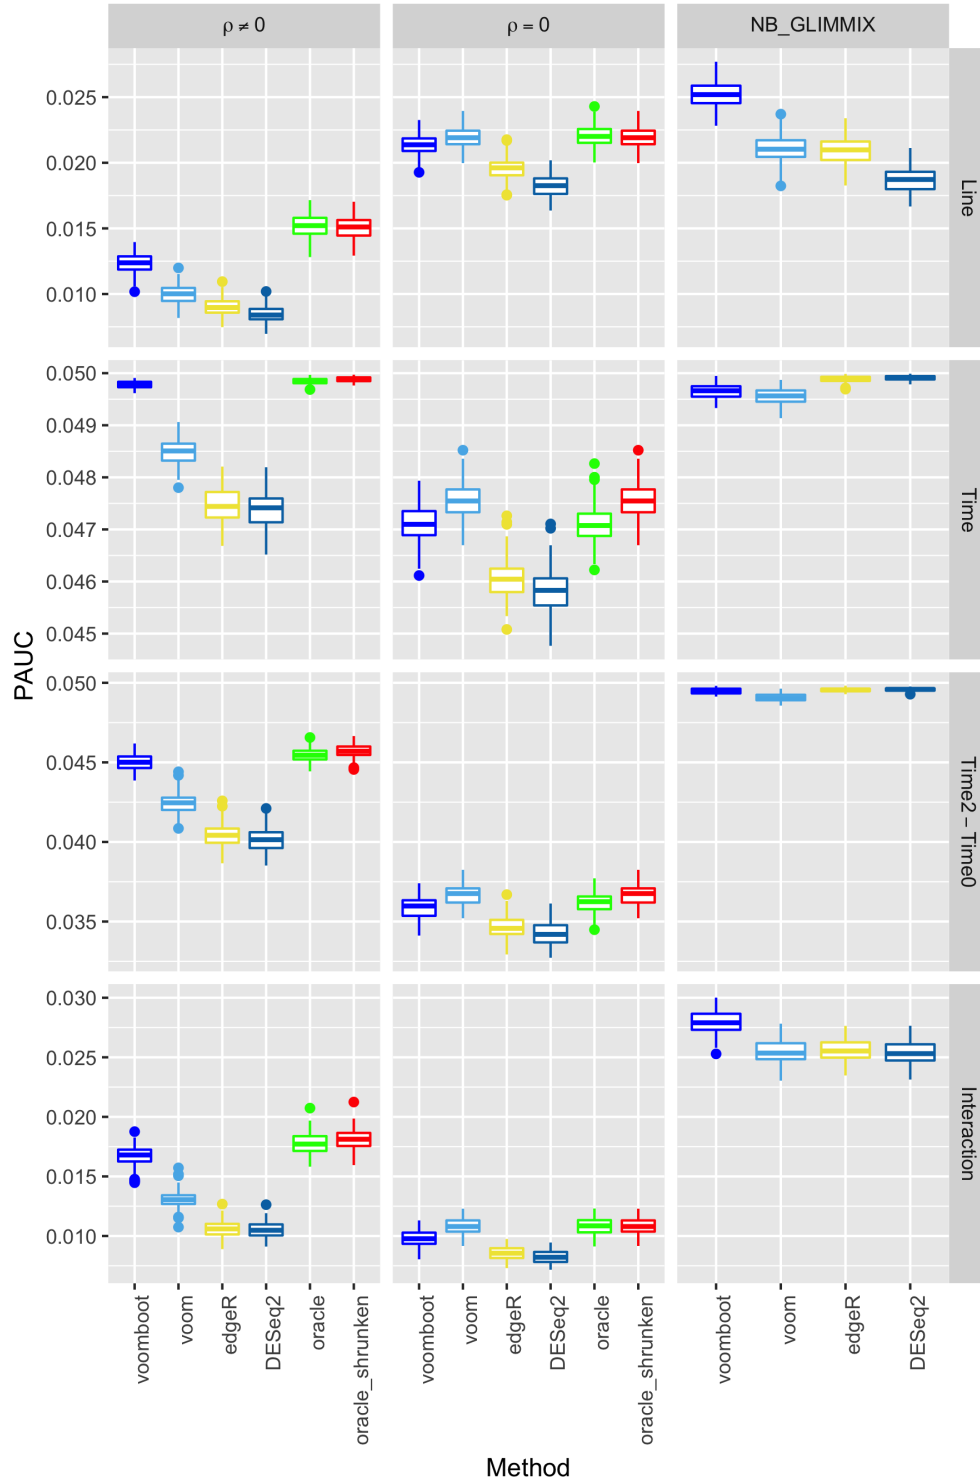 ρ ≠ 0
ρ = 0
NB_GLIMMIX
0.025
0.020
0.015
0.010
Line
0.050
0.049
0.048
0.047
0.046
0.045
Time
PAUC
0.050
0.045
0.040
0.035
Time2 – Time0
0.030
0.025
0.020
0.015
0.010
Interaction
voomboot
voom
edgeR
DESeq2
oracle
oracle_shrunken
voomboot
voom
edgeR
DESeq2
oracle
oracle_shrunken
voomboot
voom
edgeR
DESeq2
Method